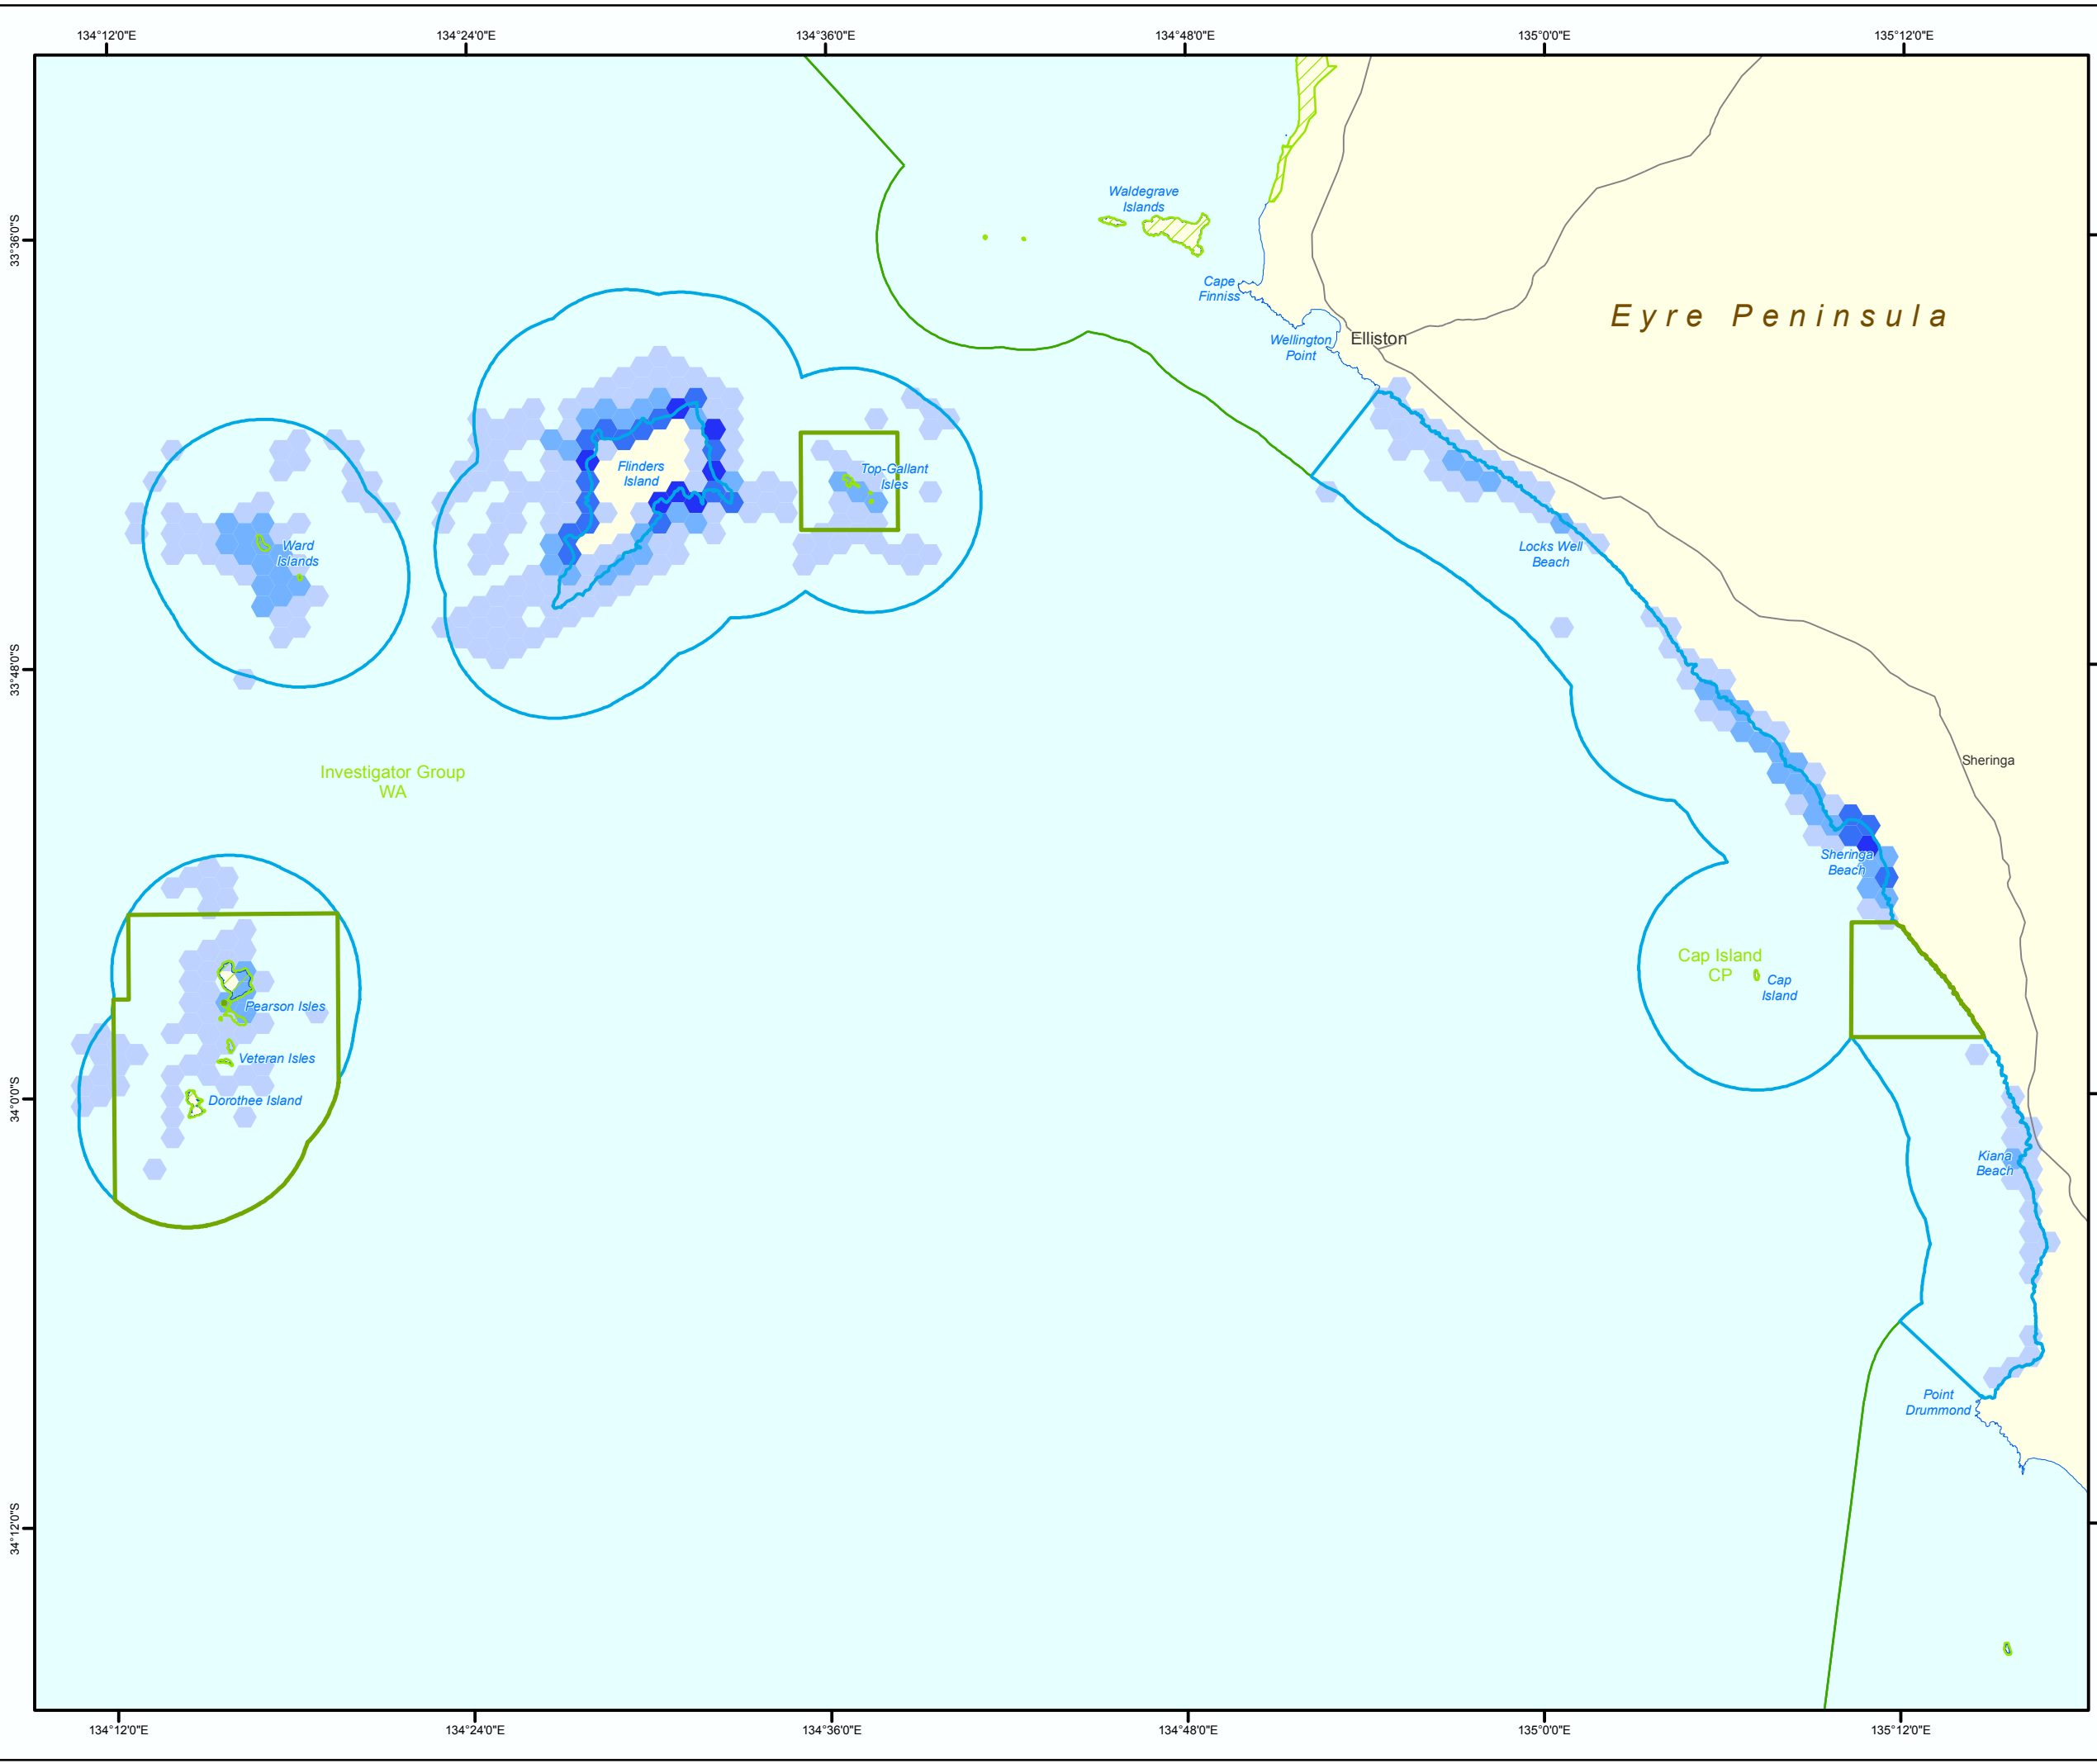 134°12'0"E
134°24'0"E
134°36'0"E
134°48'0"E
135°0'0"E
135°12'0"E
33°36'0"S
33°48'0"S
34°0'0"S
34°12'0"S
Waldegrave
Islands
Cape
Finniss
Wellington
Point
Elliston
Eyre Peninsula
Flinders
Island
Top-Gallant
Isles
Ward
Islands
Locks Well
Beach
Investigator Group
WA
Sheringa
Sheringa
Beach
Cap Island
CP
Cap
Island
Pearson Isles
Veteran Isles
Dorothee Island
Kiana
Beach
Point
Drummond
134°12'0"E
134°24'0"E
134°36'0"E
134°48'0"E
135°0'0"E
135°12'0"E